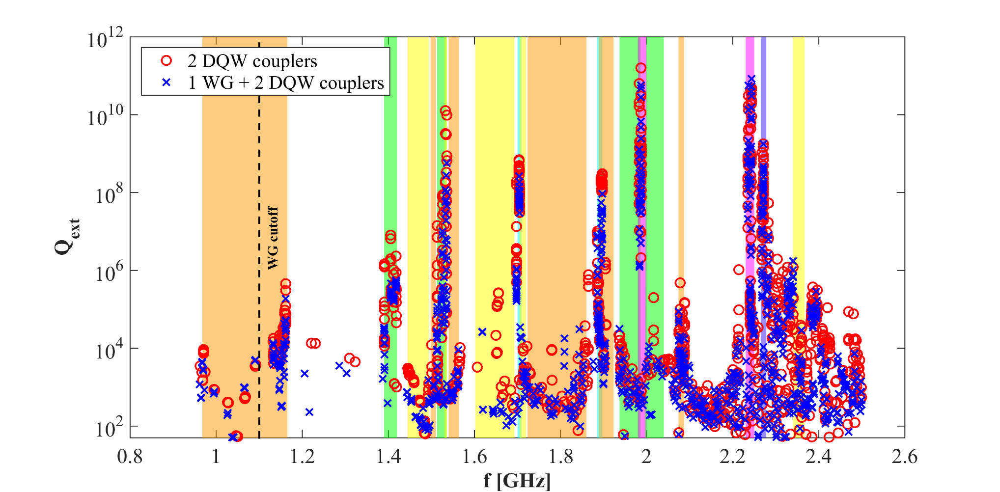 10^12
10^10
10^8
10^6
10^4
10^2
Q_ext
2 DQW couplers
1 WG + 2 DQW couplers
WG cutoff
0.8 1 1.2 1.4 1.6 1.8 2 2.2 2.4 2.6
f [GHz]